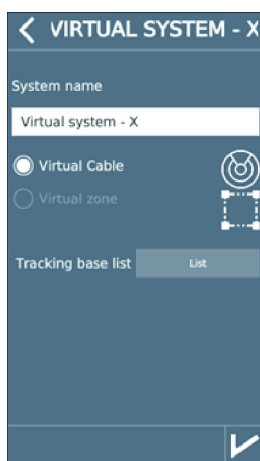 VIRTUAL SYSTEM - X
System name
Virtual system - X
Virtual Cable
Virtual zone
Tracking base list
List